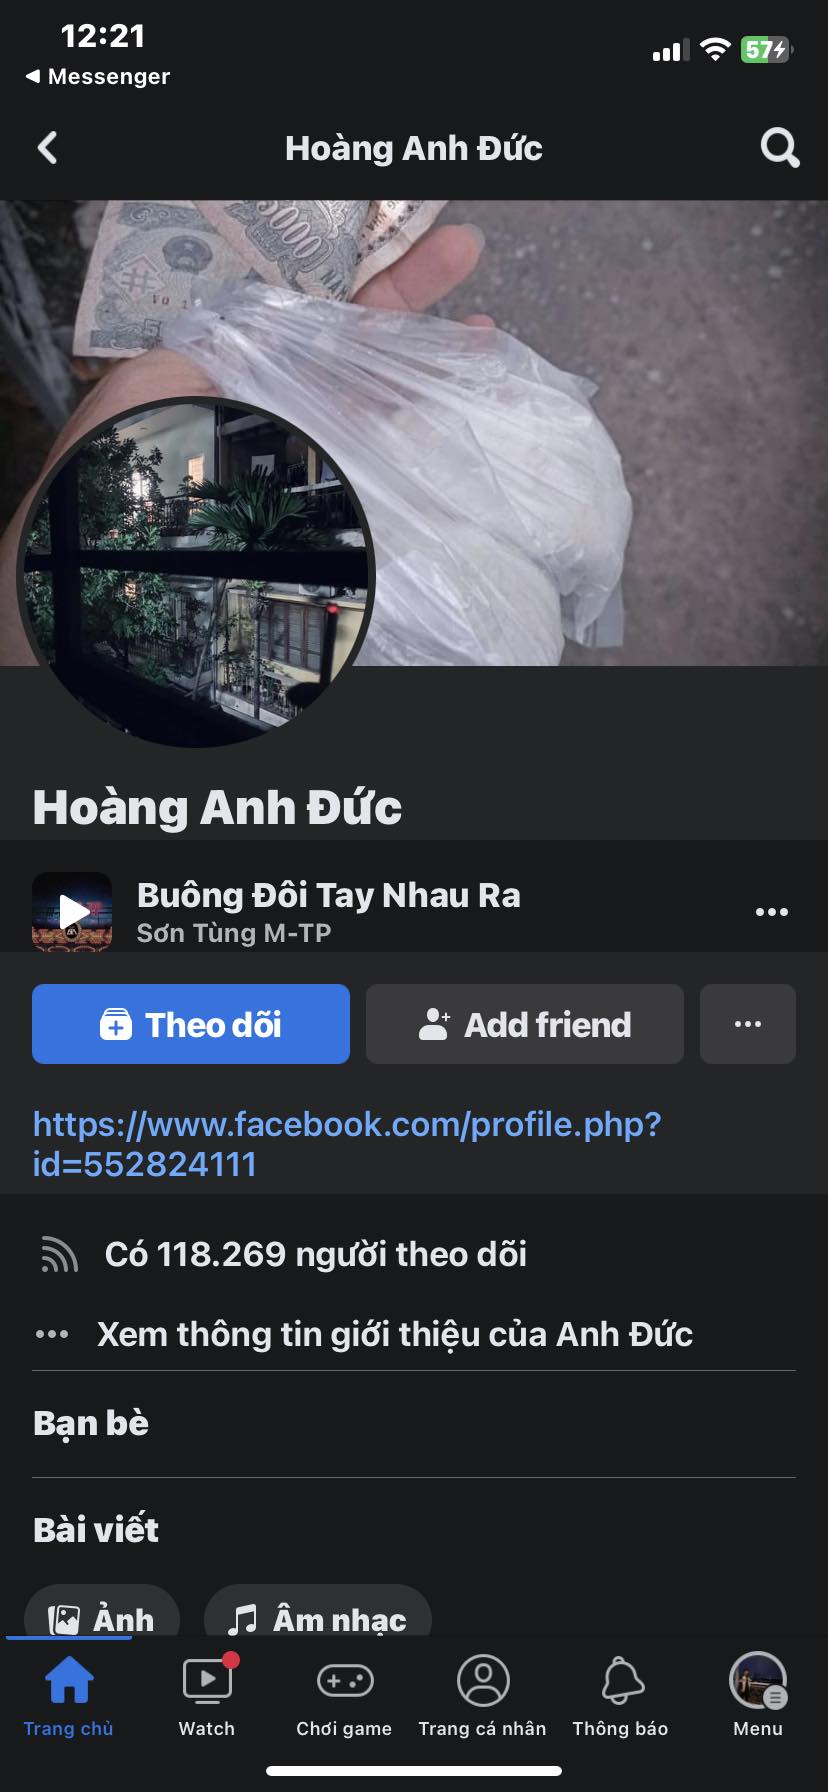 12:21
57
Messenger
Hoàng Anh Đức
5000
Hoàng Anh Đức
Buông Đôi Tay Nhau Ra
Sơn Tùng M-TP
Theo dõi
Add friend
https://www.facebook.com/profile.php?
id=552824111
Có 118.269 người theo dõi
Xem thông tin giới thiệu của Anh Đức
Bạn bè
Bài viết
Ảnh
Âm nhạc
Trang chủ
Watch
Chơi game
Trang cá nhân
Thông báo
Menu